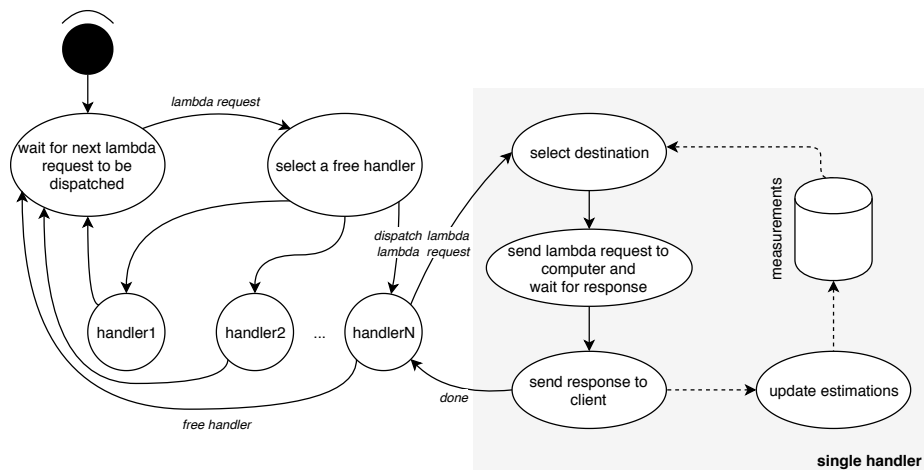 lambda request
wait for next lambda
request to be
dispatched
select a free handler
select destination
dispatch
lambda
lambda
request
send lambda request to
computer and
wait for response
measurements
handler1
handler2
...
handlerN
done
send response to
client
update estimations
free handler
single handler